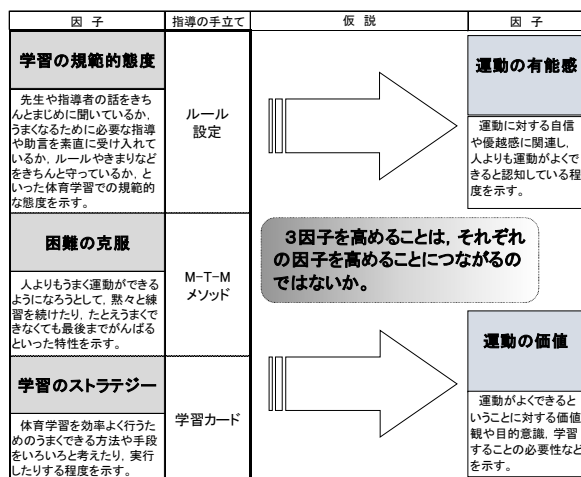 因 子
指導の手立て
仮 説
因 子
学習の規範的態度
先生や指導者の話をきち
んとまじめに聞いているか，
うまくなるために必要な指導
や助言を素直に受け入れて
いるか，ルールやきまりなど
をきちんと守っているか，と
いった体育学習での規範的
な態度を示す。
ルール
設定
運動の有能感
運動に対する自信
や優越感に関連し，
人よりも運動がよくで
きると認知している程
度を示す。
困難の克服
人よりもうまく運動ができる
ようになろうとして，黙々と練
習を続けたり，たとえうまくで
きなくても最後までがんばる
といった特性を示す。
M-T-M
メソッド
３因子を高めることは，それぞれ
の因子を高めることにつながるの
ではないか。
学習のストラテジー
体育学習を効率よく行うた
めのうまくできる方法や手段
をいろいろと考えたり，実行
したりする程度を示す。
学習カード
運動の価値
運動がよくできると
いうことに対する価値
観や目的意識，学習
することの必要性など
を示す。